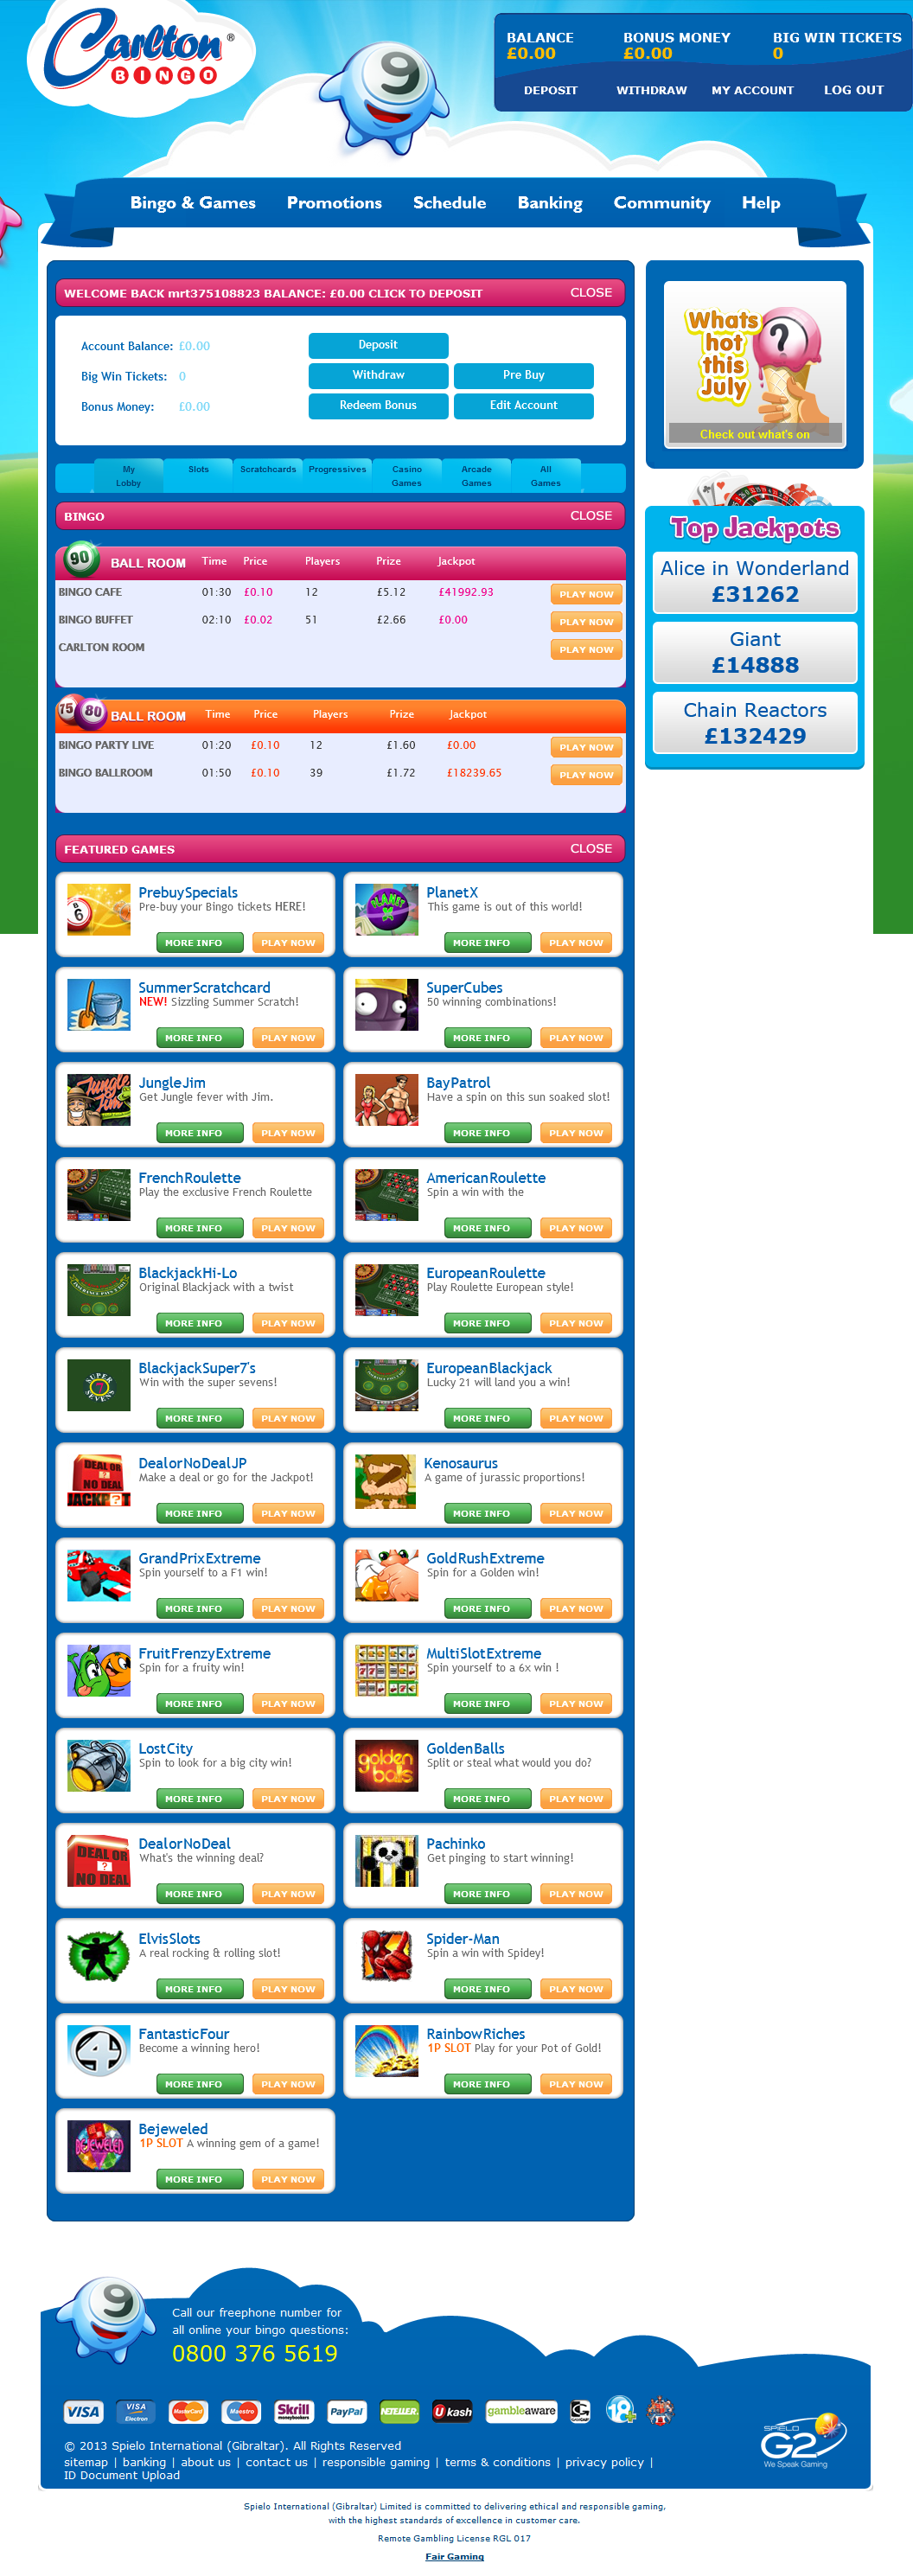 Carlton®
BINGO
9
BALANCE BONUS MONEY BIG WIN TICKETS
£0.00 £0.00 0
DEPOSIT WITHDRAW MY ACCOUNT LOG OUT
Bingo & Games Promotions Schedule Banking Community Help
WELCOME BACK mrt375108823 BALANCE: £0.00 CLICK TO DEPOSIT CLOSE
Account Balance: £0.00
Big Win Tickets: 0
Bonus Money: £0.00
Deposit
Withdraw Pre Buy
Redeem Bonus Edit Account
Whats
hot
this
July
?
Check out what's on
My Lobby Slots Scratchcards Progressives Casino Games Arcade Games All Games
BINGO CLOSE
90 BALL ROOM Time Price Players Prize Jackpot
BINGO CAFE 01:30 £0.10 12 £5.12 £41992.93 PLAY NOW
BINGO BUFFET 02:10 £0.02 51 £2.66 £0.00 PLAY NOW
CARLTON ROOM PLAY NOW
75 80 BALL ROOM Time Price Players Prize Jackpot
BINGO PARTY LIVE 01:20 £0.10 12 £1.60 £0.00 PLAY NOW
BINGO BALLROOM 01:50 £0.10 39 £1.72 £18239.65 PLAY NOW
Top Jackpots
Alice in Wonderland
£31262
Giant
£14888
Chain Reactors
£132429
FEATURED GAMES CLOSE
6
PrebuySpecials
Pre-buy your Bingo tickets HERE!
MORE INFO PLAY NOW
PLANET X
PlanetX
This game is out of this world!
MORE INFO PLAY NOW
SummerScratchcard
NEW! Sizzling Summer Scratch!
MORE INFO PLAY NOW
SuperCubes
50 winning combinations!
MORE INFO PLAY NOW
Jungle Jim
JungleJim
Get Jungle fever with Jim.
MORE INFO PLAY NOW
BayPatrol
Have a spin on this sun soaked slot!
MORE INFO PLAY NOW
FrenchRoulette
Play the exclusive French Roulette
MORE INFO PLAY NOW
AmericanRoulette
Spin a win with the
MORE INFO PLAY NOW
BlackjackHi-Lo
Original Blackjack with a twist
MORE INFO PLAY NOW
EuropeanRoulette
Play Roulette European style!
MORE INFO PLAY NOW
SUPER
7
SEVENS
BlackjackSuper7's
Win with the super sevens!
MORE INFO PLAY NOW
EuropeanBlackjack
Lucky 21 will land you a win!
MORE INFO PLAY NOW
DEAL OR
?
NO DEAL
JACKP?T
DealorNoDealJP
Make a deal or go for the Jackpot!
MORE INFO PLAY NOW
Kenosaurus
A game of jurassic proportions!
MORE INFO PLAY NOW
GrandPrixExtreme
Spin yourself to a F1 win!
MORE INFO PLAY NOW
GoldRushExtreme
Spin for a Golden win!
MORE INFO PLAY NOW
FruitFrenzyExtreme
Spin for a fruity win!
MORE INFO PLAY NOW
MultiSlotExtreme
Spin yourself to a 6x win !
MORE INFO PLAY NOW
LostCity
Spin to look for a big city win!
MORE INFO PLAY NOW
golden
balls
GoldenBalls
Split or steal what would you do?
MORE INFO PLAY NOW
DEAL OR
?
NO DEAL
DealorNoDeal
What's the winning deal?
MORE INFO PLAY NOW
Pachinko
Get pinging to start winning!
MORE INFO PLAY NOW
ElvisSlots
A real rocking & rolling slot!
MORE INFO PLAY NOW
Spider-Man
Spin a win with Spidey!
MORE INFO PLAY NOW
4
FantasticFour
Become a winning hero!
MORE INFO PLAY NOW
RainbowRiches
1P SLOT Play for your Pot of Gold!
MORE INFO PLAY NOW
BEJEWELED
Bejeweled
1P SLOT A winning gem of a game!
MORE INFO PLAY NOW
9
Call our freephone number for
all online your bingo questions:
0800 376 5619
VISA VISA Electron MasterCard Maestro Skrill moneybookers PayPal NETELLER Ukash gambleaware G 18+
© 2013 Spielo International (Gibraltar). All Rights Reserved
sitemap | banking | about us | contact us | responsible gaming | terms & conditions | privacy policy |
ID Document Upload
SPIELO
G2
We Speak Gaming
Spielo International (Gibraltar) Limited is committed to delivering ethical and responsible gaming,
with the highest standards of excellence in customer care.
Remote Gambling License RGL 017
Fair Gaming